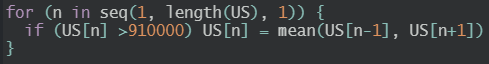 for (n in seq(1, length(US), 1)) {
  if (US[n] >910000) US[n] = mean(US[n-1], US[n+1])
}